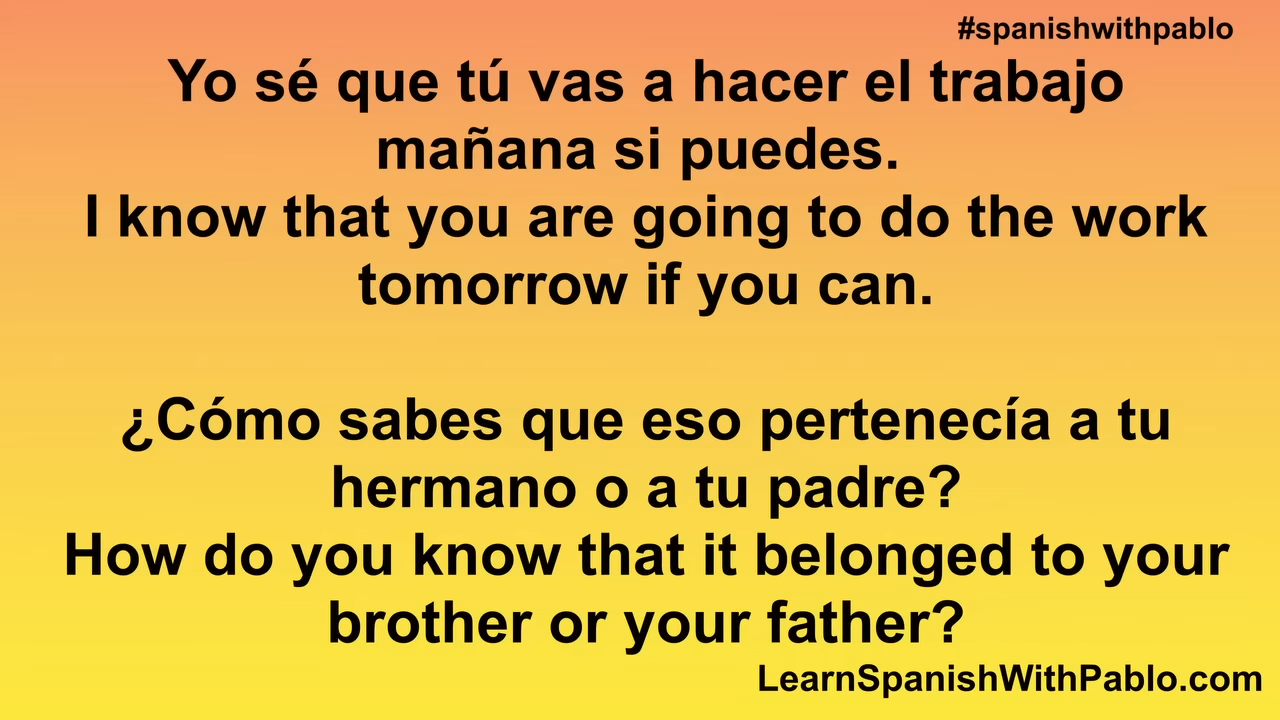 #spanishwithpablo
Yo sé que tú vas a hacer el trabajo
mañana si puedes.
I know that you are going to do the work
tomorrow if you can.
¿Cómo sabes que eso pertenecía a tu
hermano o a tu padre?
How do you know that it belonged to your
brother or your father?
LearnSpanishWithPablo.com